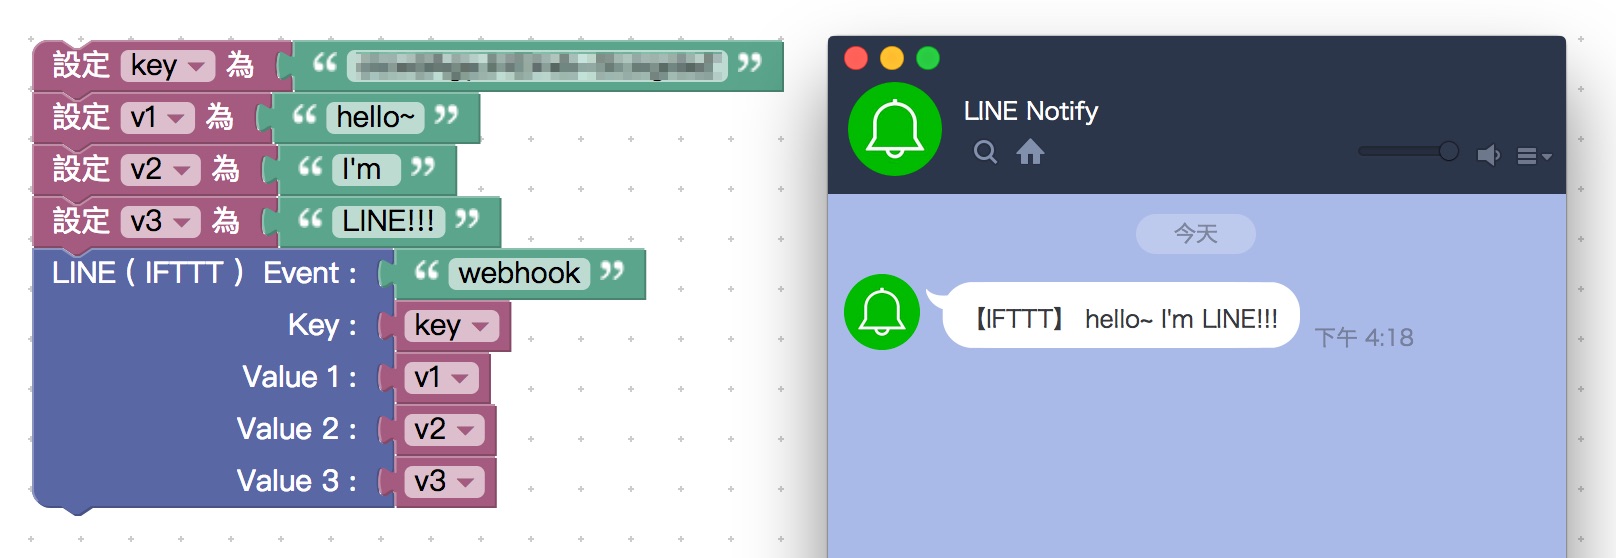 設定 key 為 “ ”
設定 v1 為 “ hello~ ”
設定 v2 為 “ I'm ”
設定 v3 為 “ LINE!!! ”
LINE ( IFTTT ) Event : “ webhook ”
Key : key
Value 1 : v1
Value 2 : v2
Value 3 : v3
LINE Notify
今天
【IFTTT】 hello~ I'm LINE!!!
下午 4:18